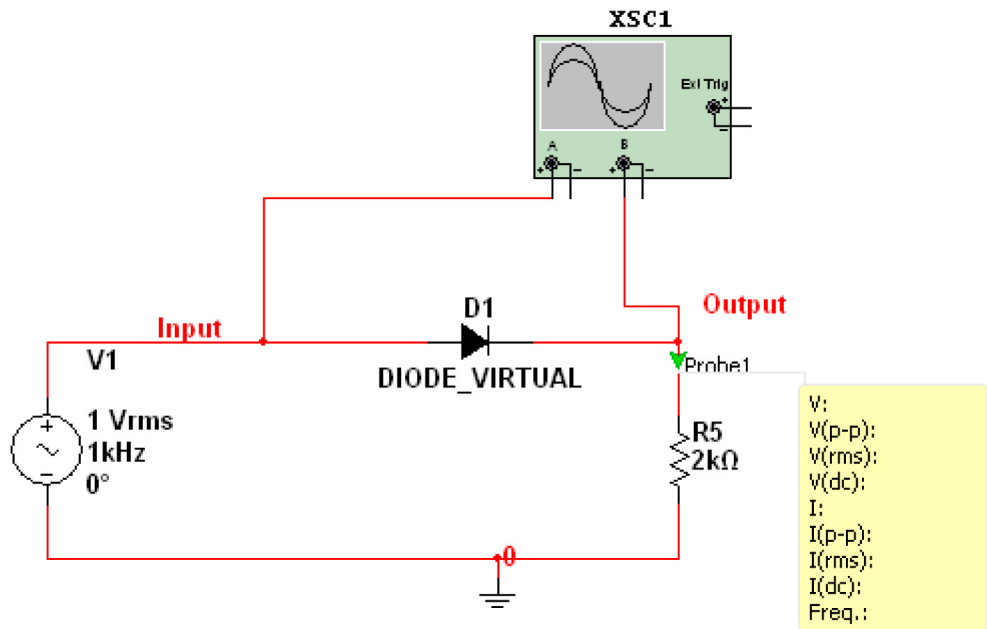 XSC1
Ext Trig
+
−
A
B
+ −
+ −
Output
D1
Input
V1
DIODE_VIRTUAL
Probe1
1 Vrms
1kHz
0°
+
−
R5
2kΩ
V:
V(p-p):
V(rms):
V(dc):
I:
I(p-p):
I(rms):
I(dc):
Freq.:
0